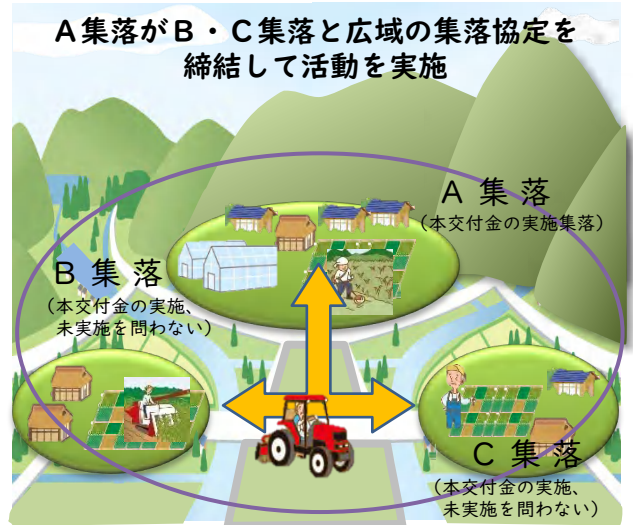 A集落がB・C集落と広域の集落協定を
締結して活動を実施
A 集 落
(本交付金の実施集落)
B 集 落
(本交付金の実施、
未実施を問わない)
C 集 落
(本交付金の実施、
未実施を問わない)